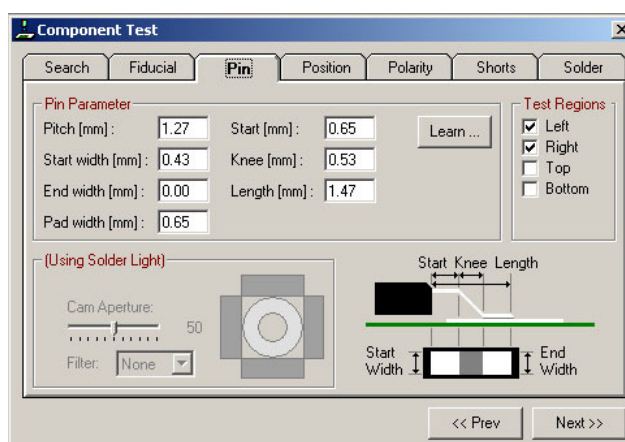 Component Test
Search Fiducial Pin Position Polarity Shorts Solder
Pin Parameter
Pitch [mm] : 1.27 Start [mm] : 0.65 Learn ...
Start width [mm] : 0.43 Knee [mm] : 0.53
End width [mm] : 0.00 Length [mm] : 1.47
Pad width [mm] : 0.65
Test Regions
Left
Right
Top
Bottom
(Using Solder Light)
Cam Aperture:
50
Filter: None
Start Knee Length
Start Width
End Width
<< Prev Next >>